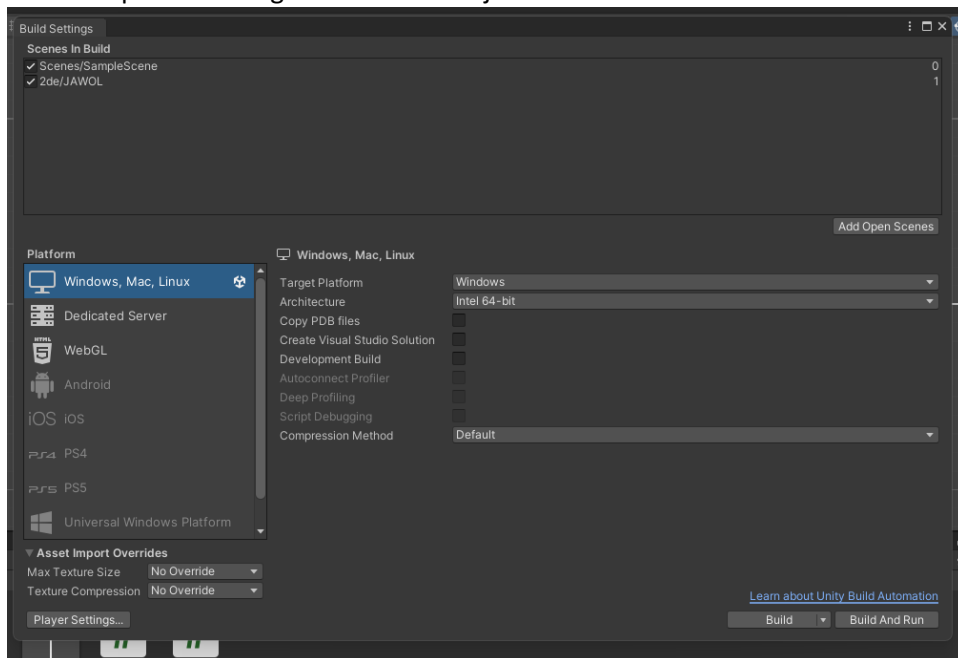 Build Settings
Scenes In Build
Scenes/SampleScene 0
2de/JAWOL 1
Add Open Scenes
Platform
Windows, Mac, Linux
Dedicated Server
HTML
WebGL
Android
iOS iOS
PS4 PS4
PS5 PS5
Universal Windows Platform
Windows, Mac, Linux
Target Platform Windows
Architecture Intel 64-bit
Copy PDB files
Create Visual Studio Solution
Development Build
Autoconnect Profiler
Deep Profiling
Script Debugging
Compression Method Default
Asset Import Overrides
Max Texture Size No Override
Texture Compression No Override
Learn about Unity Build Automation
Player Settings...
Build
Build And Run
# #